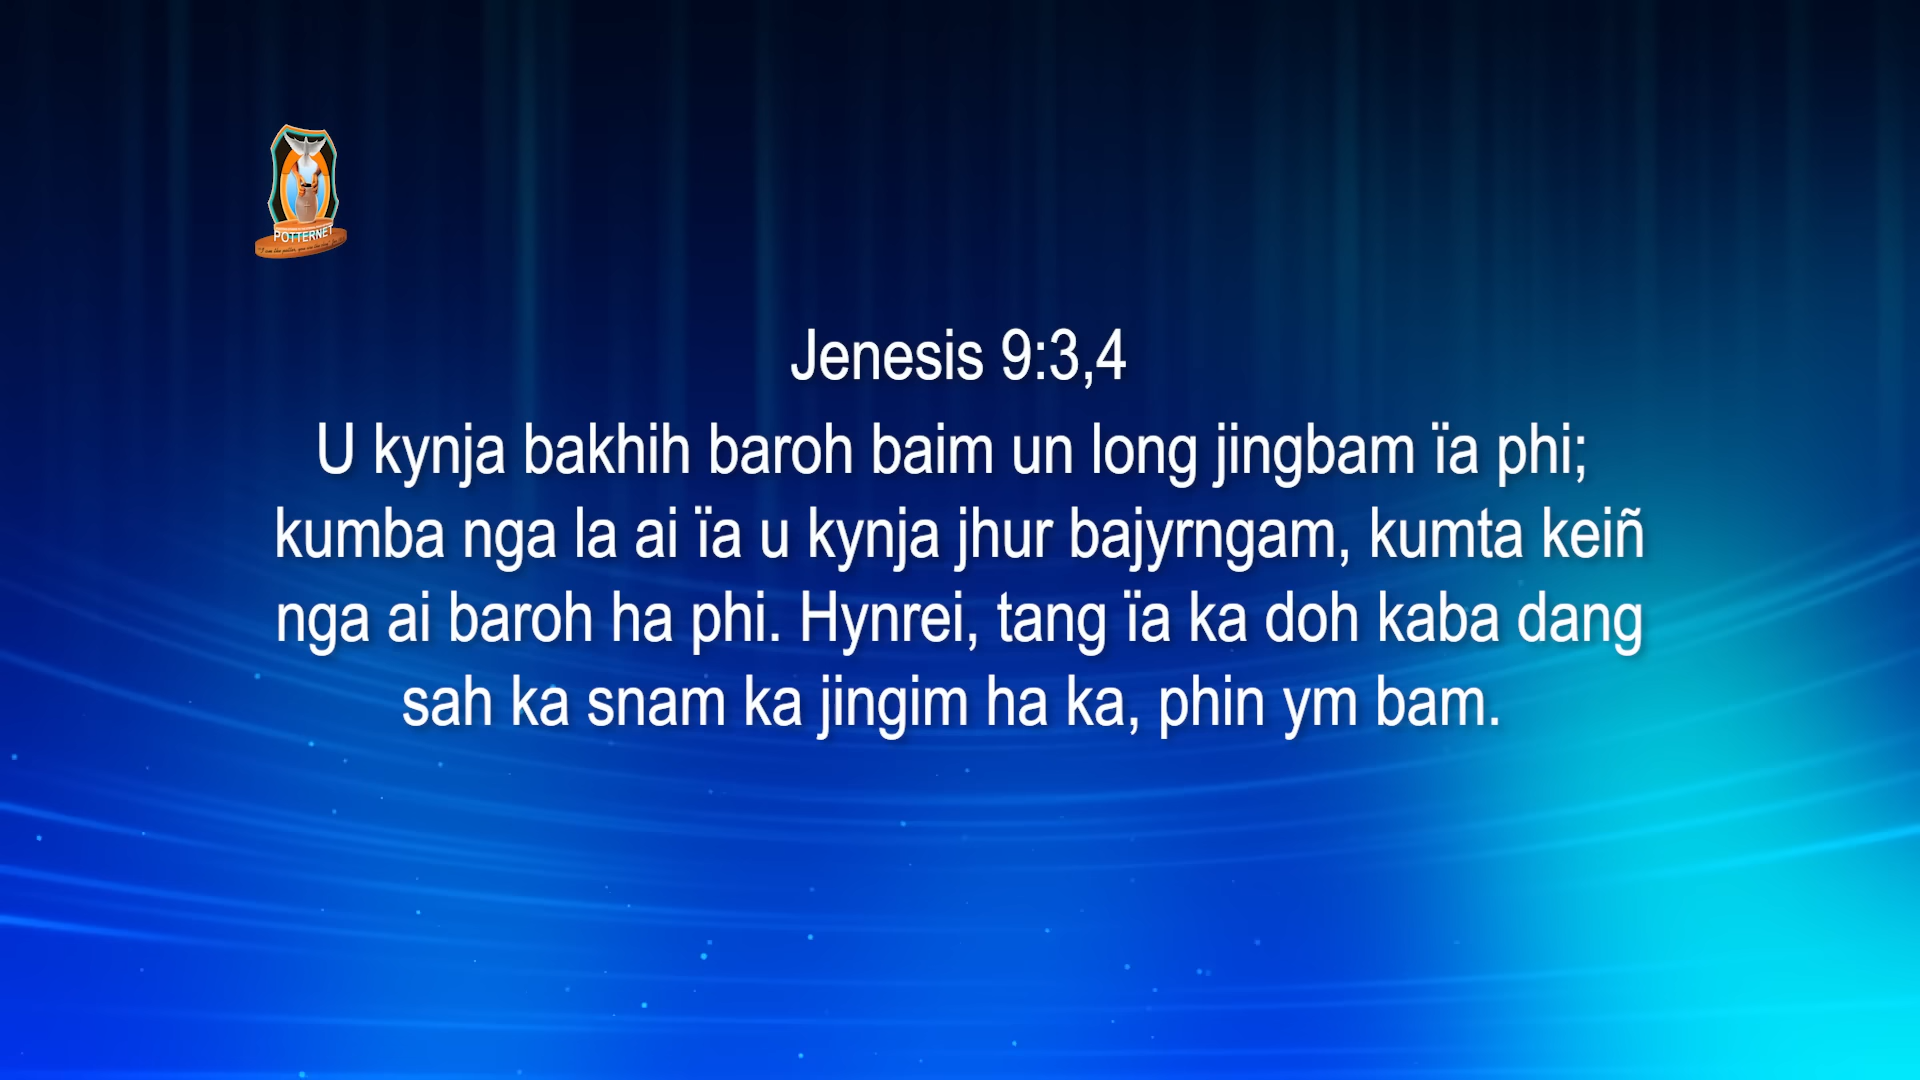 POTTERNET
Jenesis 9:3,4
U kynja bakhih baroh baim un long jingbam ïa phi;
kumba nga la ai ïa u kynja jhur bajyrngam, kumta keiñ
nga ai baroh ha phi. Hynrei, tang ïa ka doh kaba dang
sah ka snam ka jingim ha ka, phin ym bam.